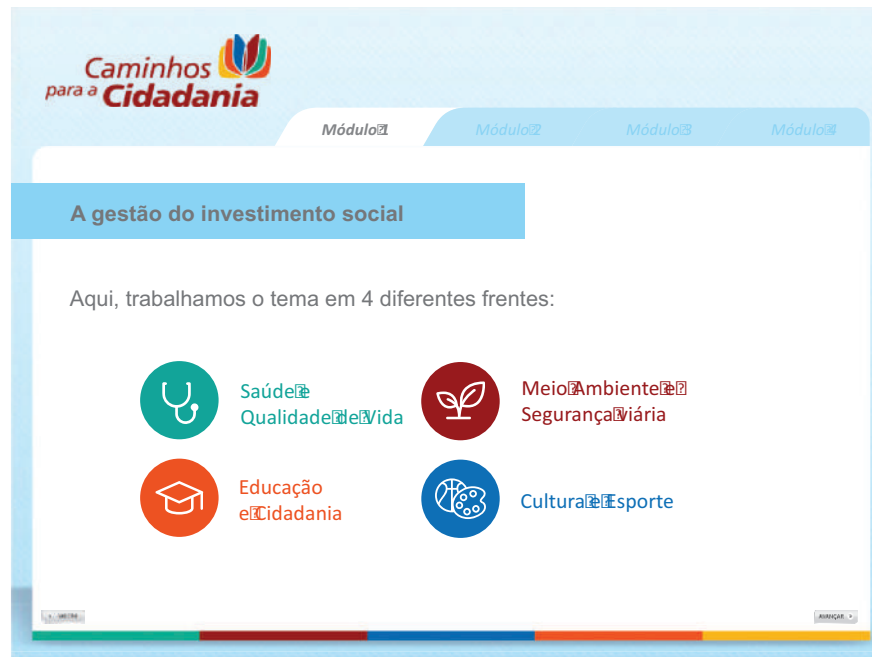 Caminhos
para a Cidadania
Módulo 1
Módulo 2
Módulo 3
Módulo 4
A gestão do investimento social
Aqui, trabalhamos o tema em 4 diferentes frentes:
Saúde e
Qualidade de Vida
Meio Ambiente e
Segurança viária
Educação
e Cidadania
Cultura e Esporte
AVANÇAR